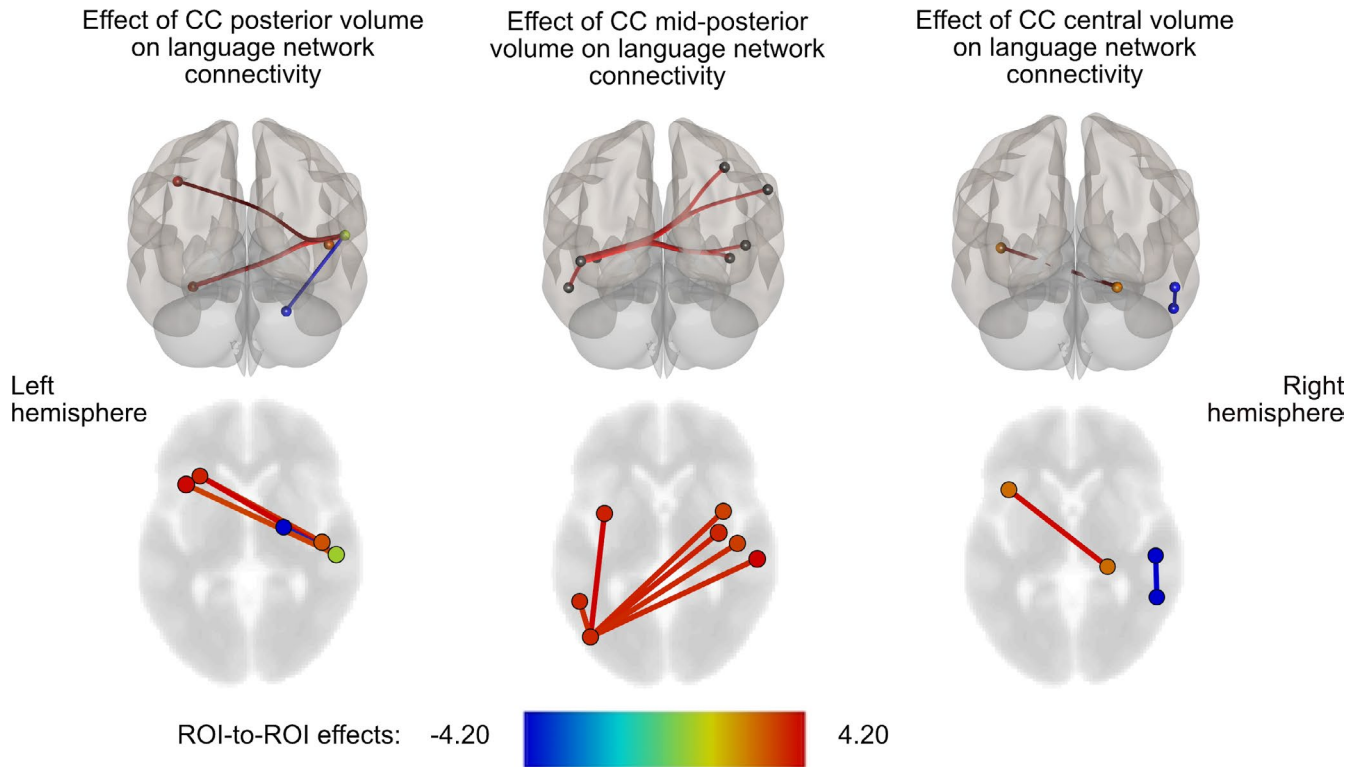 Effect of CC posterior volume
on language network
connectivity
Effect of CC mid-posterior
volume on language network
connectivity
Effect of CC central volume
on language network
connectivity
Left
hemisphere
Right
hemisphere
ROI-to-ROI effects: -4.20 4.20